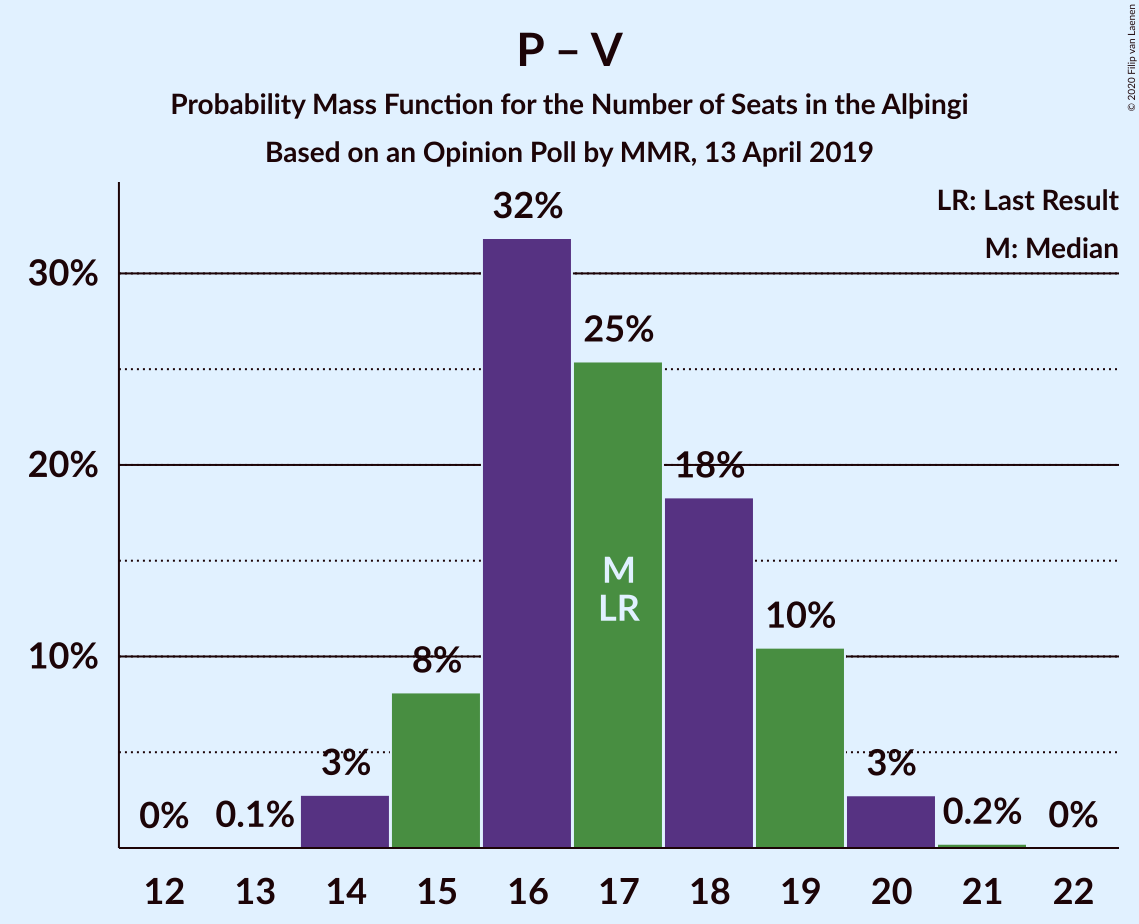 P – V
Probability Mass Function for the Number of Seats in the Alþingi
Based on an Opinion Poll by MMR, 13 April 2019
© 2020 Filip van Laenen
LR: Last Result
M: Median
32%
30%
25%
20%
18%
M
LR
10%
10%
8%
3%
3%
0%
0.1%
0.2%
0%
12 13 14 15 16 17 18 19 20 21 22